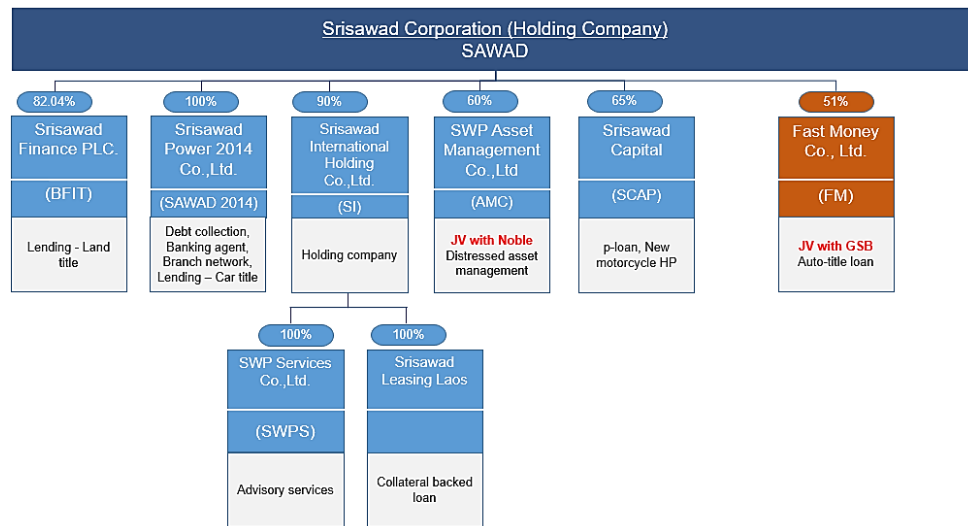 Srisawad Corporation (Holding Company)
SAWAD
82.04%
Srisawad
Finance PLC.
(BFIT)
Lending - Land
title
100%
Srisawad
Power 2014
Co.,Ltd.
(SAWAD 2014)
Debt collection,
Banking agent,
Branch network,
Lending – Car title
90%
Srisawad
International
Holding
Co.,Ltd.
(SI)
Holding company
60%
SWP Asset
Management
Co.,Ltd
(AMC)
JV with Noble
Distressed asset
management
65%
Srisawad
Capital
(SCAP)
p-loan, New
motorcycle HP
51%
Fast Money
Co., Ltd.
(FM)
JV with GSB
Auto-title loan
100%
SWP Services
Co.,Ltd.
(SWPS)
Advisory services
100%
Srisawad
Leasing Laos
Collateral backed
loan